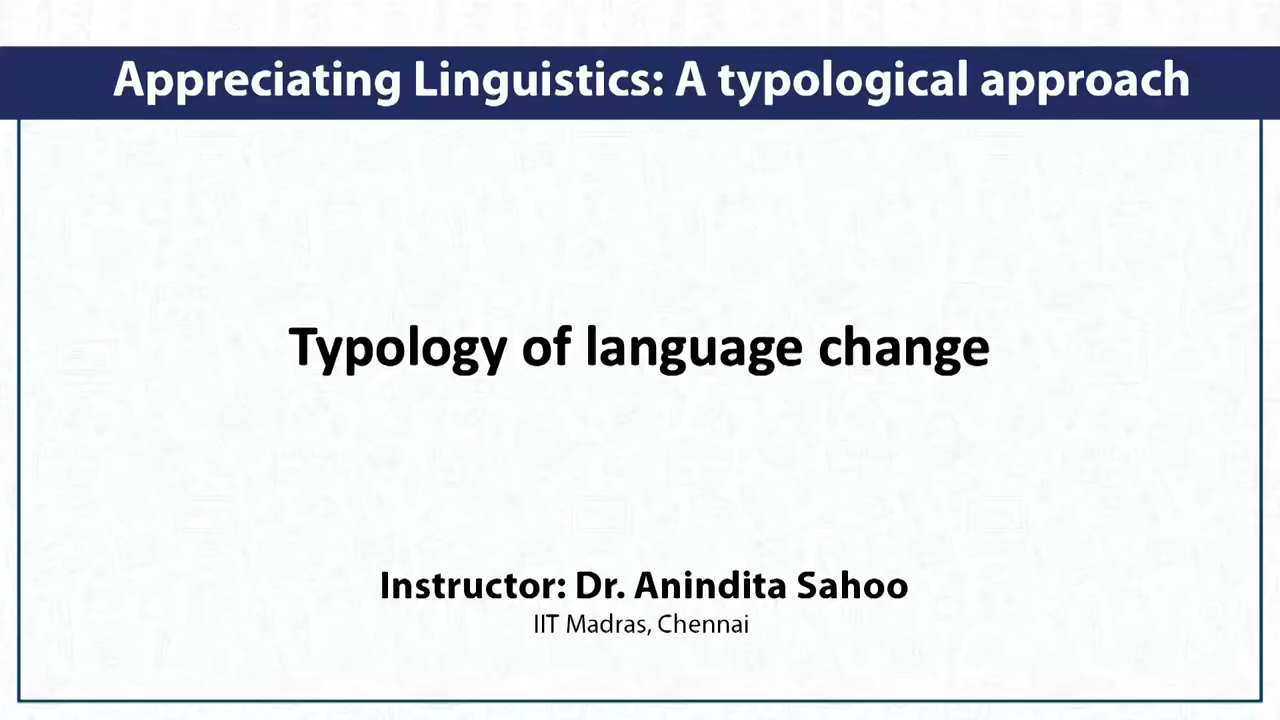 Appreciating Linguistics: A typological approach
Typology of language change
Instructor: Dr. Anindita Sahoo
IIT Madras, Chennai